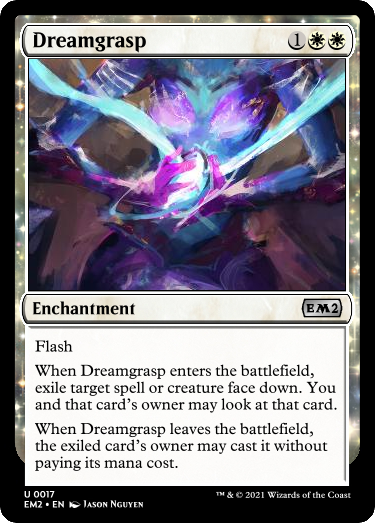 Dreamgrasp 1
Enchantment
EM2
Flash
When Dreamgrasp enters the battlefield,
exile target spell or creature face down. You
and that card's owner may look at that card.
When Dreamgrasp leaves the battlefield,
the exiled card's owner may cast it without
paying its mana cost.
U 0017
EM2 • EN Jason Nguyen
™ & © 2021 Wizards of the Coast